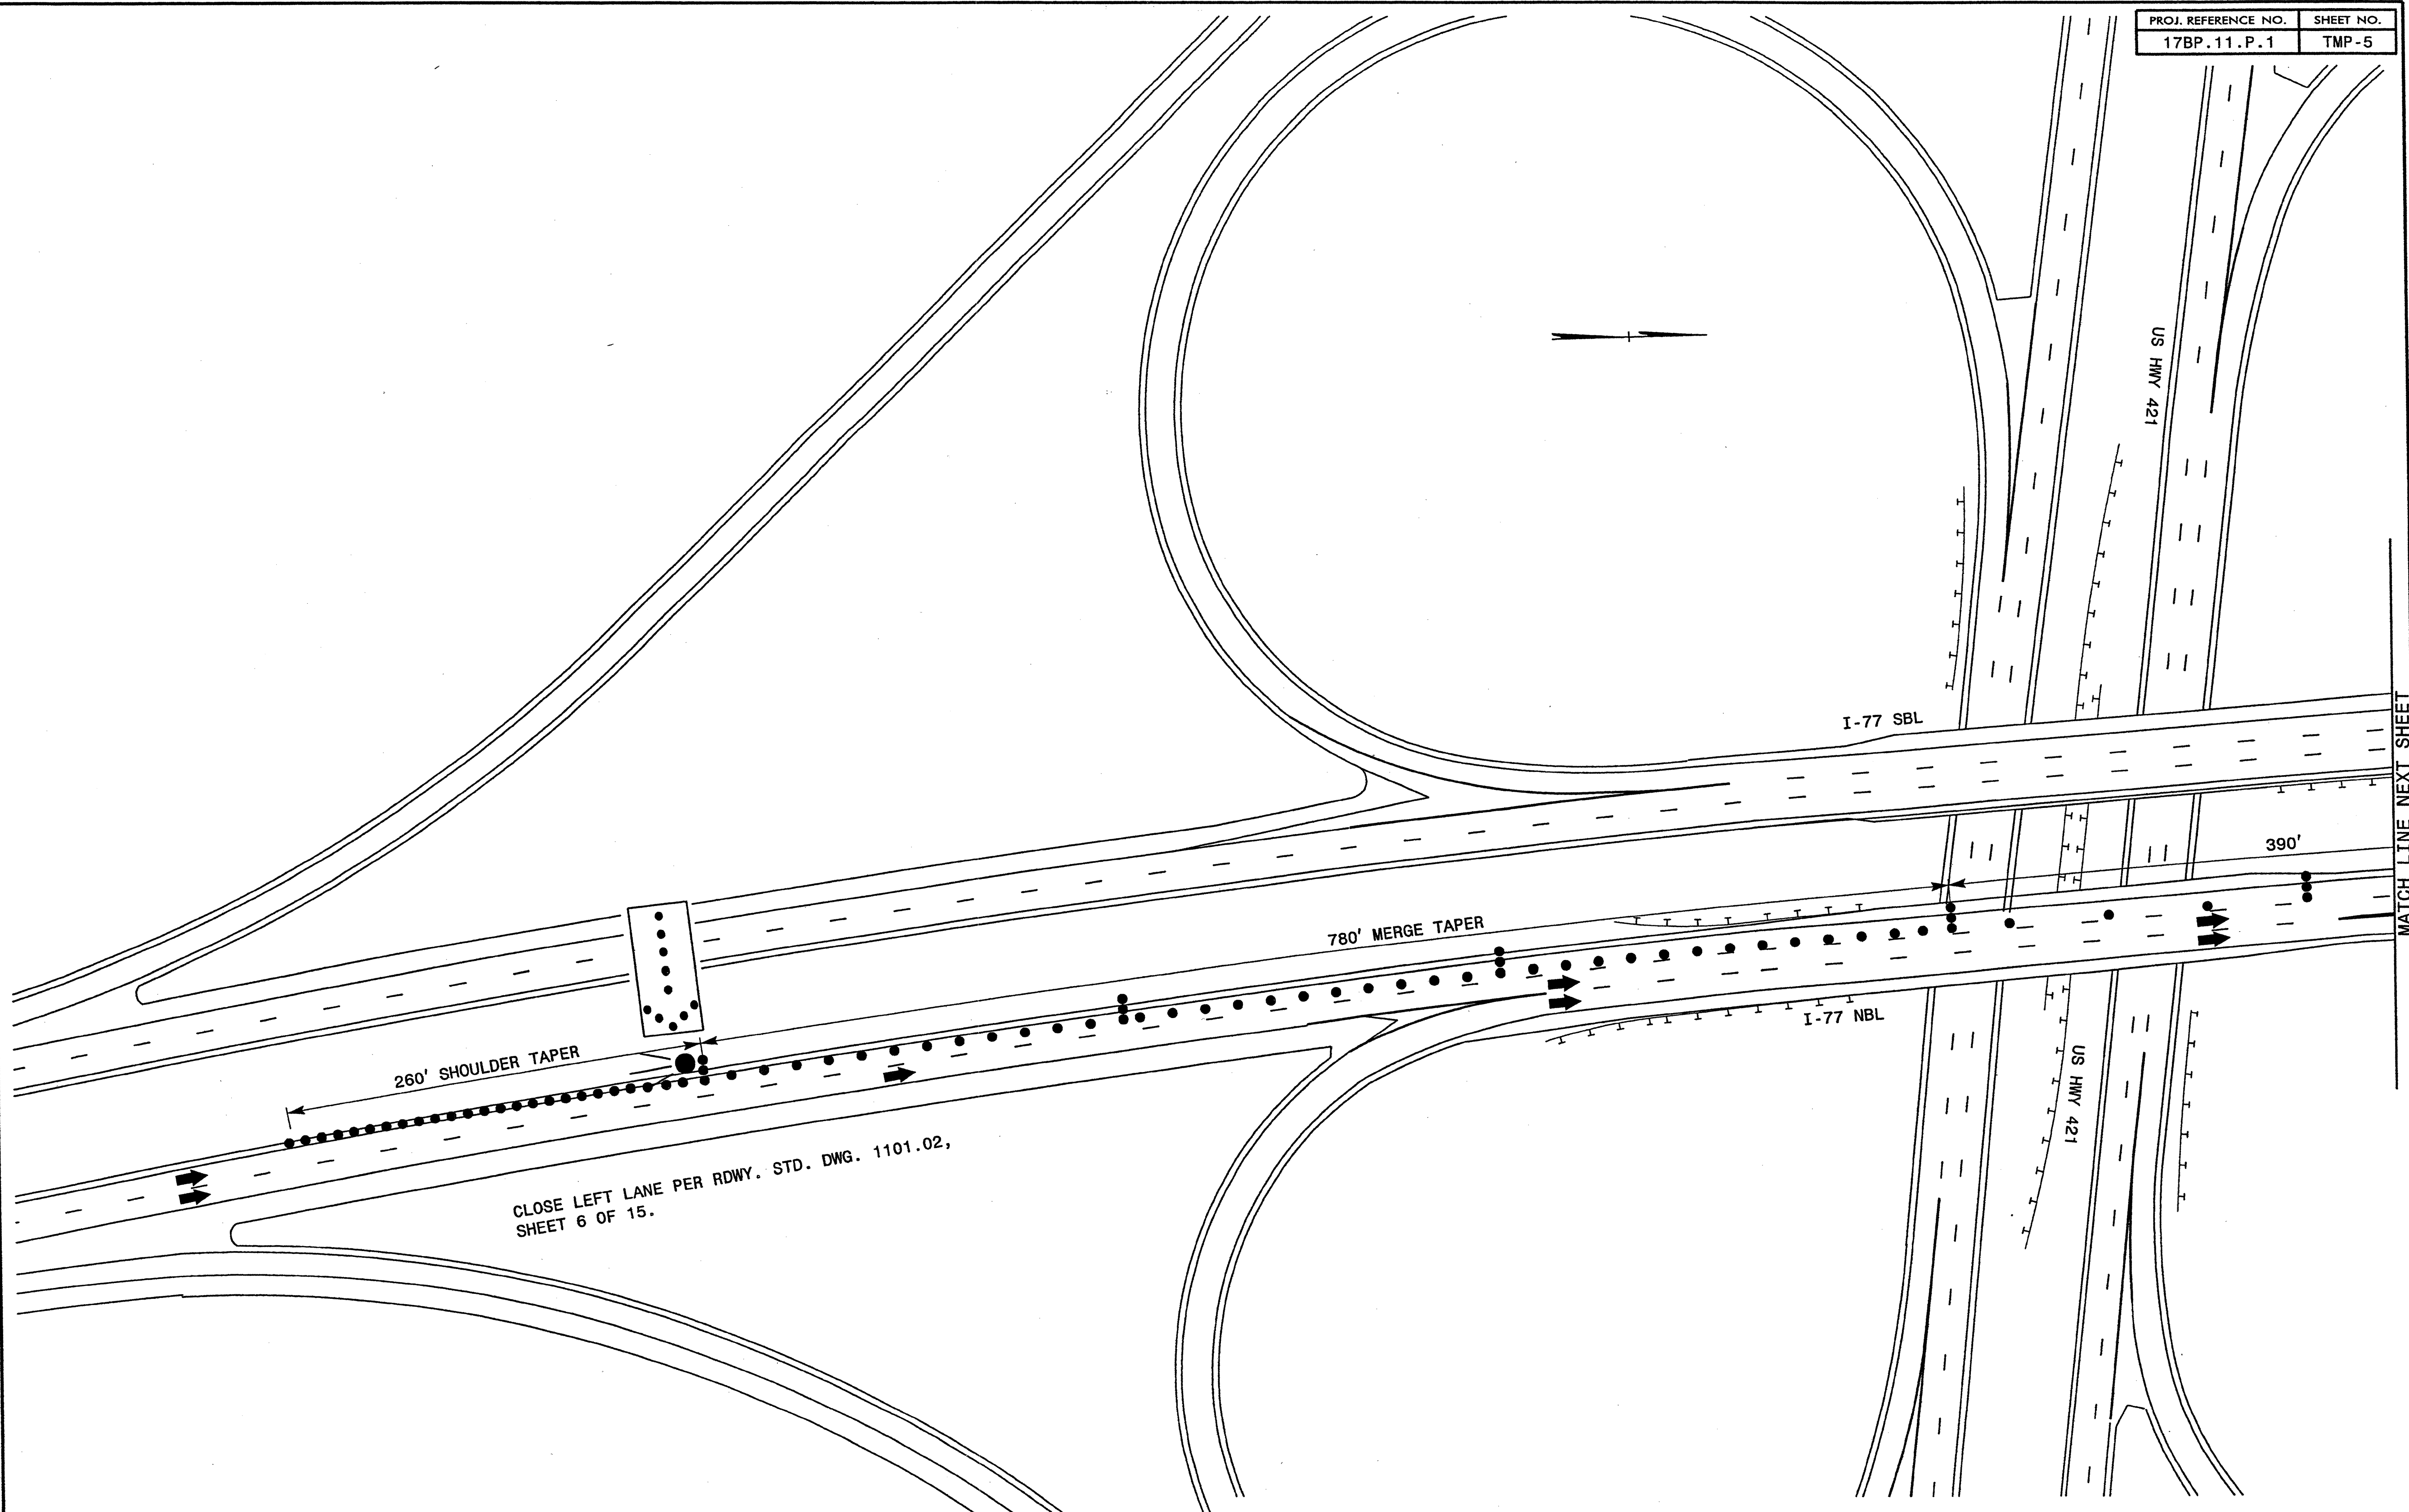 PROJ. REFERENCE NO. SHEET NO.
17BP.11.P.1 TMP-5
US HWY 421
I-77 SBL
MATCH LINE NEXT SHEET
390'
780' MERGE TAPER
I-77 NBL
260' SHOULDER TAPER
US HWY 421
CLOSE LEFT LANE PER RDWY. STD. DWG. 1101.02,
SHEET 6 OF 15.